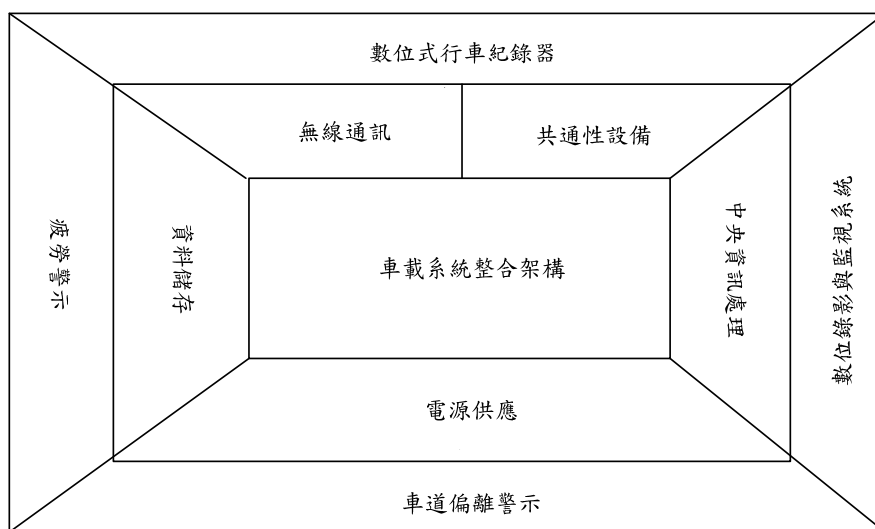 數位式行車紀錄器
無線通訊
共通性設備
疲勞警示
資料儲存
車載系統整合架構
中央資訊處理
數位錄影與監視系統
電源供應
車道偏離警示